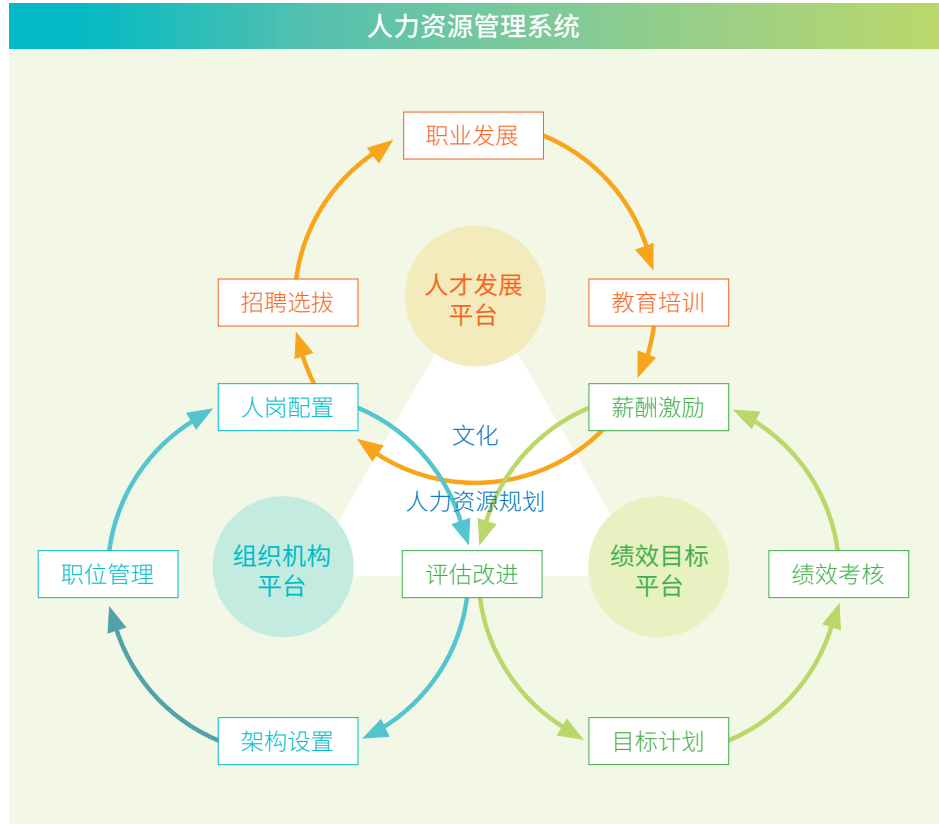 人力资源管理系统
职业发展
人才发展
平台
招聘选拔
教育培训
人岗配置
薪酬激励
文化
人力资源规划
组织机构
平台
绩效目标
平台
职位管理
评估改进
绩效考核
架构设置
目标计划